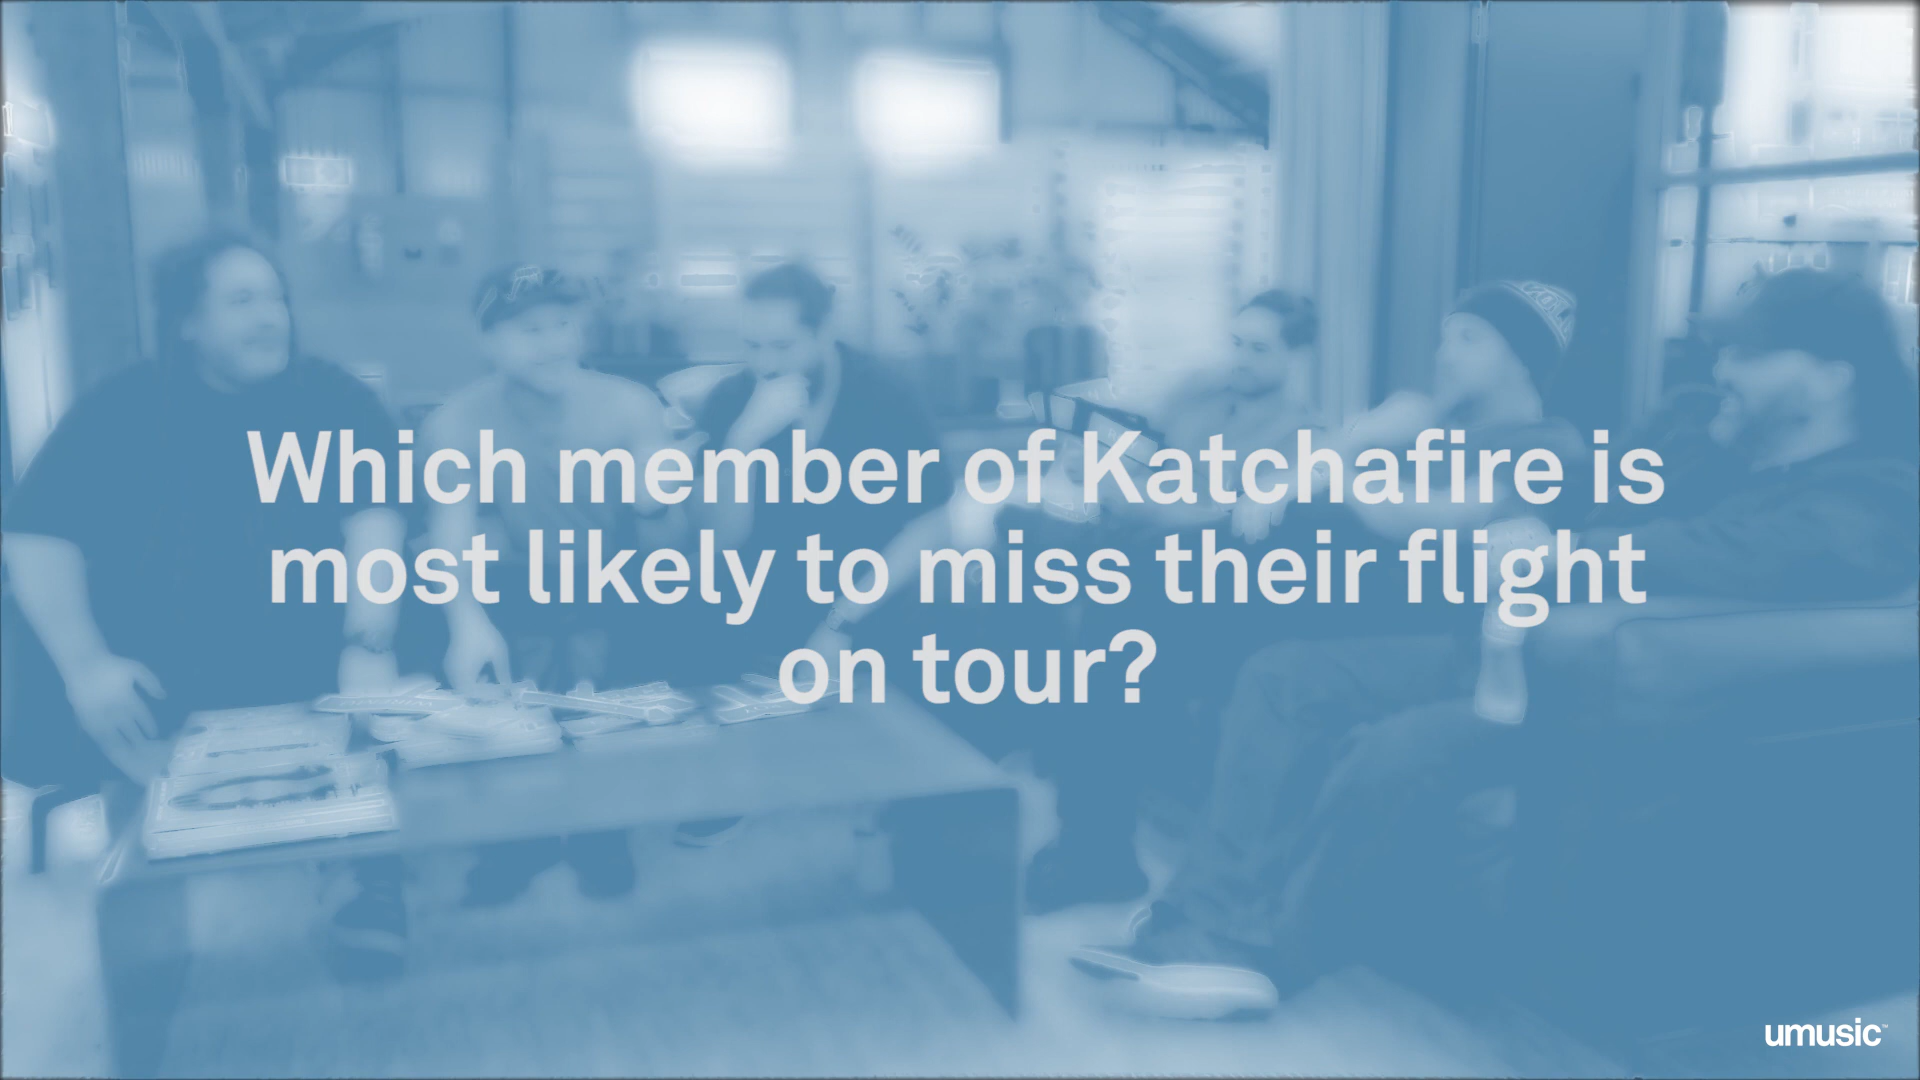 Which member of Katchafire is
most likely to miss their flight
on tour?
umusic